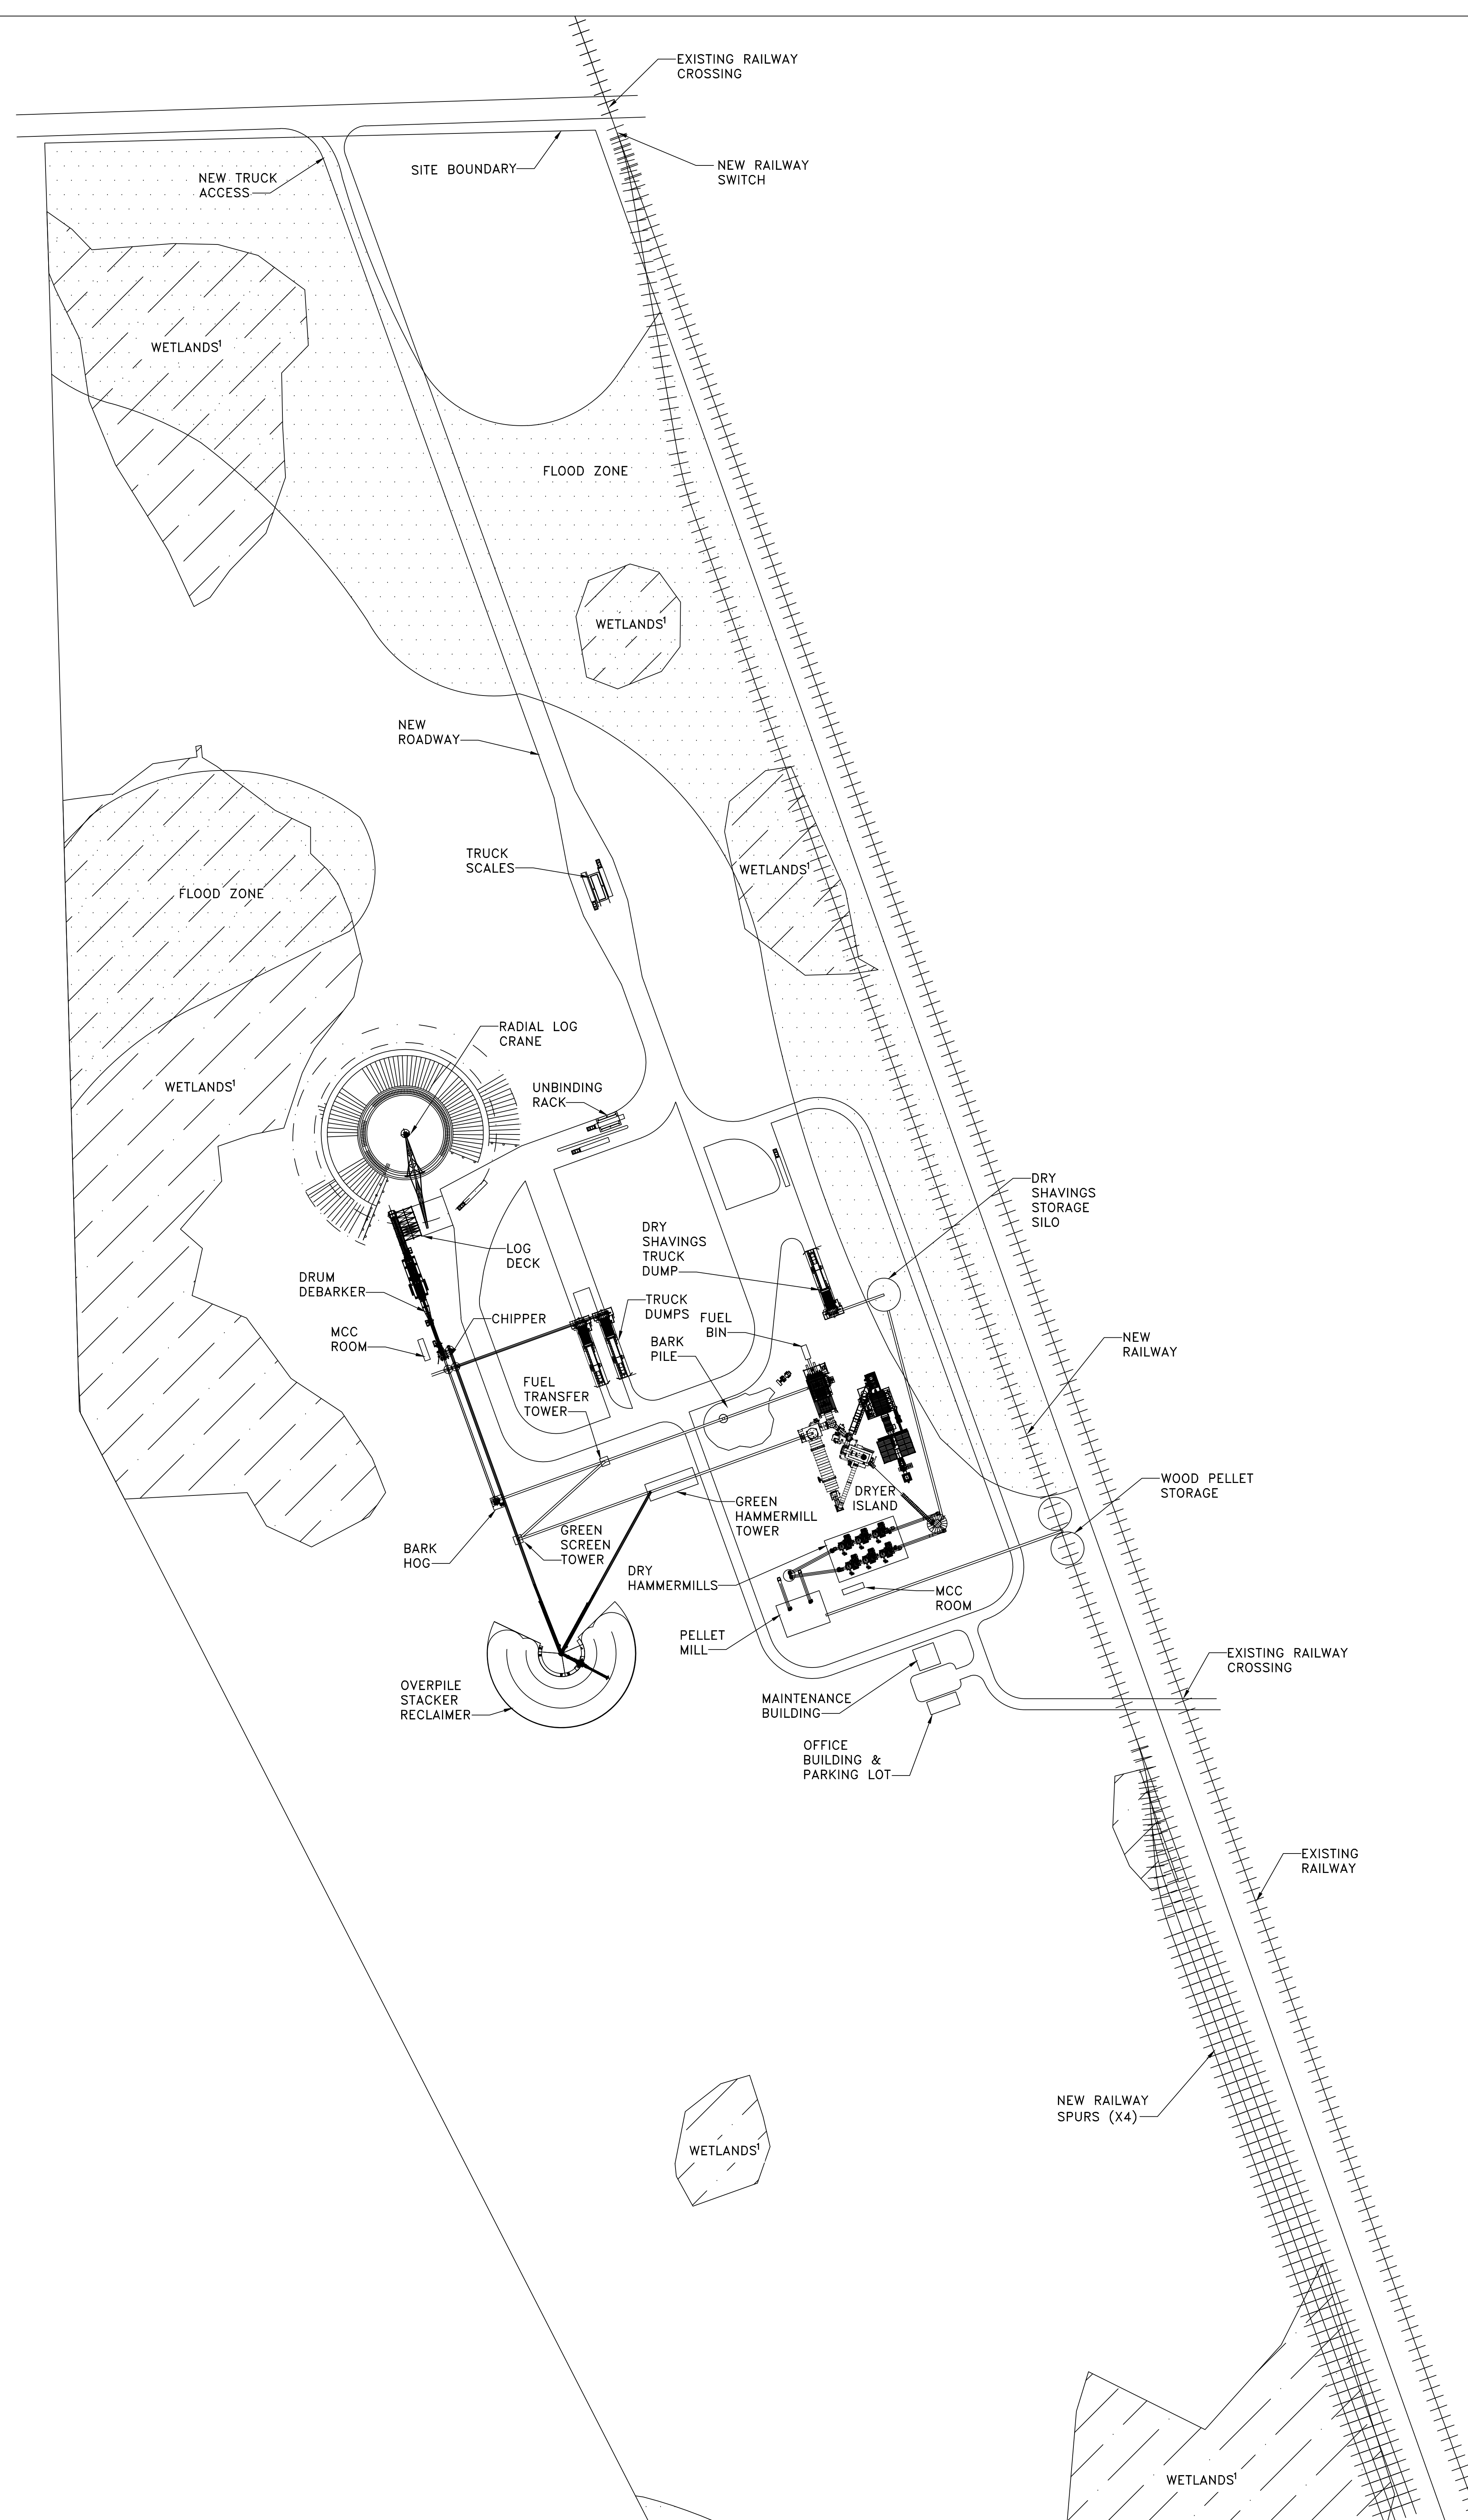 EXISTING RAILWAY
CROSSING
SITE BOUNDARY
NEW RAILWAY
SWITCH
NEW TRUCK
ACCESS
WETLANDS¹
FLOOD ZONE
WETLANDS¹
NEW
ROADWAY
TRUCK
SCALES
WETLANDS¹
FLOOD ZONE
WETLANDS¹
RADIAL LOG
CRANE
UNBINDING
RACK
DRY
SHAVINGS
STORAGE
SILO
DRY
SHAVINGS
TRUCK
DUMP
LOG
DECK
DRUM
DEBARKER
TRUCK
DUMPS
CHIPPER
FUEL
BIN
MCC
ROOM
BARK
PILE
NEW
RAILWAY
FUEL
TRANSFER
TOWER
WOOD PELLET
STORAGE
DRYER
ISLAND
GREEN
HAMMERMILL
TOWER
GREEN
SCREEN
TOWER
BARK
HOG
DRY
HAMMERMILLS
MCC
ROOM
PELLET
MILL
EXISTING RAILWAY
CROSSING
OVERPILE
STACKER
RECLAIMER
MAINTENANCE
BUILDING
OFFICE
BUILDING &
PARKING LOT
EXISTING
RAILWAY
NEW RAILWAY
SPURS (X4)
WETLANDS¹
WETLANDS¹